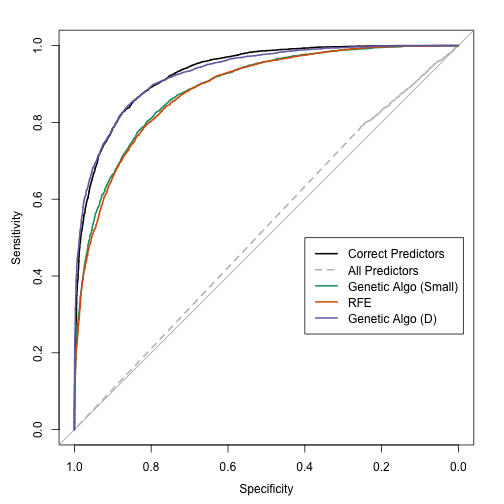 1.0
0.8
0.6
0.4
0.2
0.0
Sensitivity
Correct Predictors
All Predictors
Genetic Algo (Small)
RFE
Genetic Algo (D)
1.0 0.8 0.6 0.4 0.2 0.0
Specificity